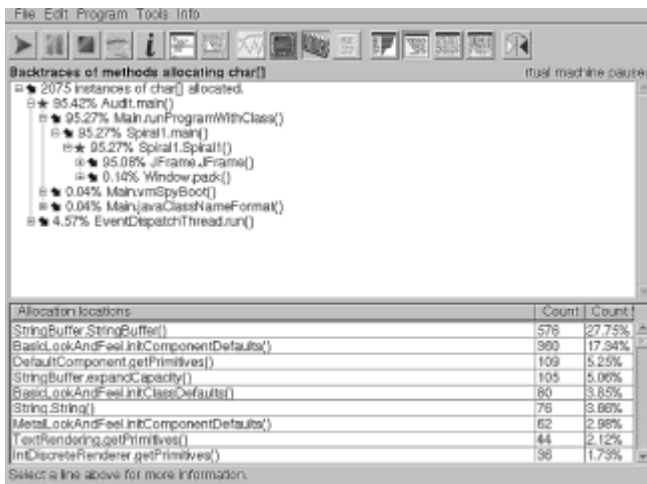 File Edit Program Tools Info
i
Backtraces of methods allocating char[] rtual machine paused
2075 instances of char[] allocated.
95.42% Audit.main()
95.27% Main.runProgramWithClass()
95.27% Spiral1.main()
95.27% Spiral1.Spiral1()
95.08% JFrame.JFrame()
0.14% Window.pack()
0.04% Main.vmSpyBoot()
0.04% Main.javaClassNameFormat()
4.57% EventDispatchThread.run()
Allocation locations Count Count
StringBuffer.StringBuffer() 576 27.75%
BasicLookAndFeel.initComponentDefaults() 360 17.34%
DefaultComponent.getPrimitives() 109 5.25%
StringBuffer.expandCapacity() 105 5.06%
BasicLookAndFeel.initClassDefaults() 80 3.85%
String.String() 76 3.66%
MetalLookAndFeel.initComponentDefaults() 62 2.98%
TextRendering.getPrimitives() 44 2.12%
IntDiscreteRenderer.getPrimitives() 36 1.73%
Select a line above for more information.